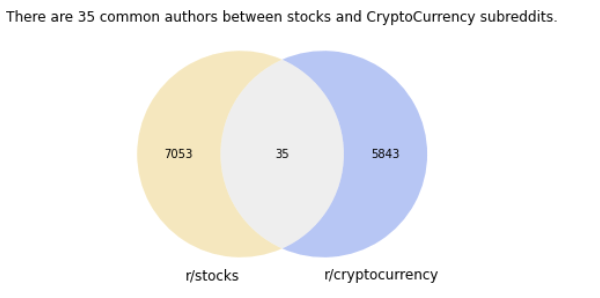 There are 35 common authors between stocks and CryptoCurrency subreddits.
7053 35 5843
r/stocks r/cryptocurrency